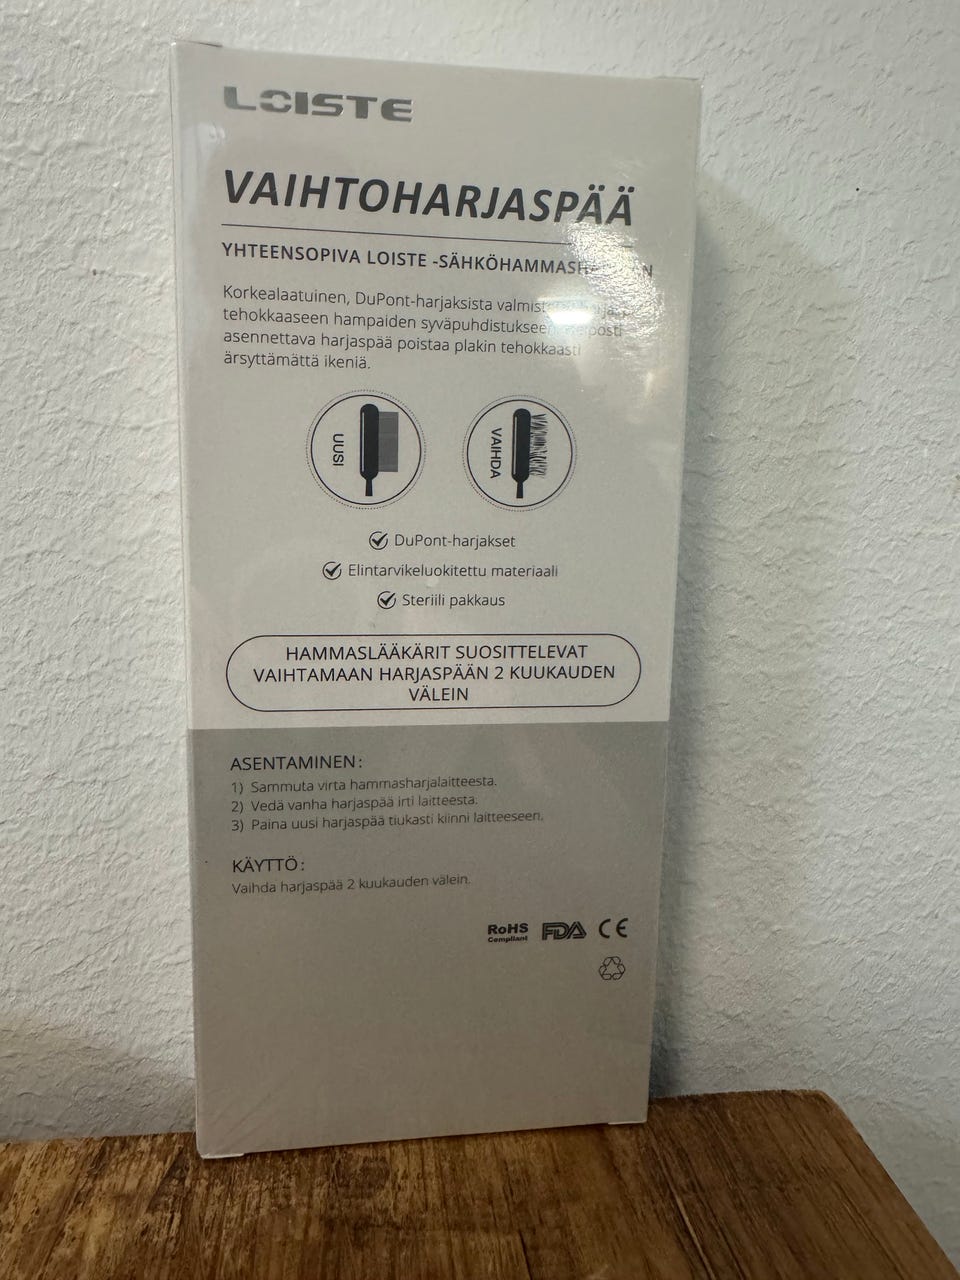 LOISTE
VAIHTOHARJASPÄÄ
YHTEENSOPIVA LOISTE
Korkealaatuinen, DuPont-harjaksista
tehokkaaseen hampaiden syväpuhdistukseen
asennettava harjaspää poistaa plakin tehokkaasti
ärsyttämättä ikeniä.
UUSI
VAIHDA
DuPont-harjakset
Elintarvikeluokitettu materiaali
Steriili pakkaus
HAMMASLÄÄKÄRIT SUOSITTELEVAT
VAIHTAMAAN HARJASPÄÄN 2 KUUKAUDEN
VÄLEIN
ASENTAMINEN:
1) Sammuta virta hammasharjalaitteesta.
2) Vedä vanha harjaspää irti laitteesta.
3) Paina uusi harjaspää tiukasti kiinni laitteeseen.
KÄYTTÖ:
Vaihda harjaspää 2 kuukauden välein.
RoHS FDA CE
Compliant